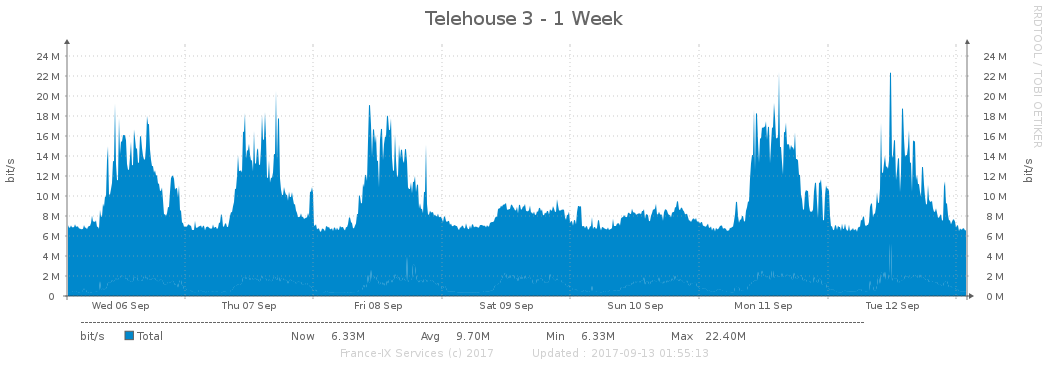 Telehouse 3 - 1 Week
RRDTOOL / TOBI OETIKER
bit/s
24 M 24 M
22 M 22 M
20 M 20 M
18 M 18 M
16 M 16 M
14 M 14 M
12 M 12 M
10 M 10 M
8 M 8 M
6 M 6 M
4 M 4 M
2 M 2 M
0 0 M
bit/s
Wed 06 Sep Thu 07 Sep Fri 08 Sep Sat 09 Sep Sun 10 Sep Mon 11 Sep Tue 12 Sep
bit/s Total Now 6.33M Avg 9.70M Min 6.33M Max 22.40M
France-IX Services (c) 2017 Updated : 2017-09-13 01:55:13